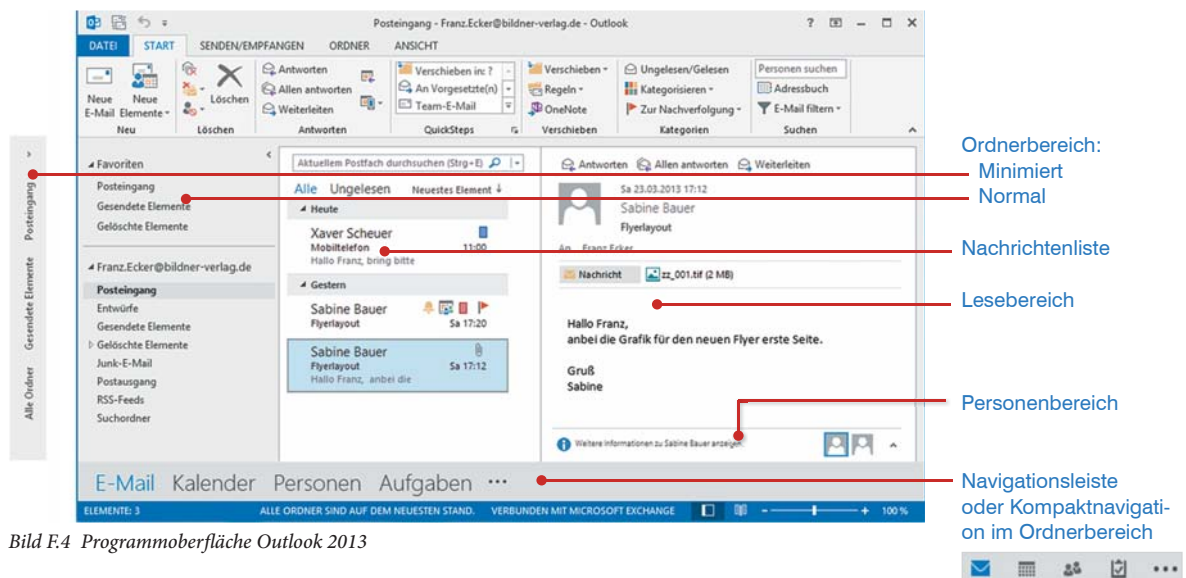 Posteingang - Franz.Ecker@bildner-verlag.de - Outlook
DATEI START SENDEN/EMPFANGEN ORDNER ANSICHT
Neue E-Mail
Neue Elemente
Neu
Löschen
Löschen
Antworten
Allen antworten
Weiterleiten
Antworten
Verschieben in: ?
An Vorgesetzte(n)
Team-E-Mail
QuickSteps
Verschieben
Regeln
OneNote
Verschieben
Ungelesen/Gelesen
Kategorisieren
Zur Nachverfolgung
Kategorien
Personen suchen
Adressbuch
E-Mail filtern
Suchen
Posteingang
Gesendete Elemente
Alle Ordner
Favoriten
Posteingang
Gesendete Elemente
Gelöschte Elemente
Franz.Ecker@bildner-verlag.de
Posteingang
Entwürfe
Gesendete Elemente
Gelöschte Elemente
Junk-E-Mail
Postausgang
RSS-Feeds
Suchordner
Aktuellem Postfach durchsuchen (Strg+E)
Alle Ungelesen Neuestes Element ↓
Heute
Xaver Scheuer
Mobiltelefon 11:00
Hallo Franz, bring bitte
Gestern
Sabine Bauer
Flyerlayout Sa 17:20
Sabine Bauer
Flyerlayout Sa 17:12
Hallo Franz, anbei die
Antworten Allen antworten Weiterleiten
Sa 23.03.2013 17:12
Sabine Bauer
Flyerlayout
An Franz Ecker
Nachricht zz_001.tif (2 MB)
Hallo Franz,
anbei die Grafik für den neuen Flyer erste Seite.
Gruß
Sabine
Weitere Informationen zu Sabine Bauer anzeigen.
E-Mail Kalender Personen Aufgaben ···
ELEMENTE: 3 ALLE ORDNER SIND AUF DEM NEUESTEN STAND. VERBUNDEN MIT MICROSOFT EXCHANGE 100 %
Ordnerbereich:
Minimiert
Normal
Nachrichtenliste
Lesebereich
Personenbereich
Navigationsleiste
oder Kompaktnavigati-
on im Ordnerbereich
Bild F.4 Programmoberfläche Outlook 2013